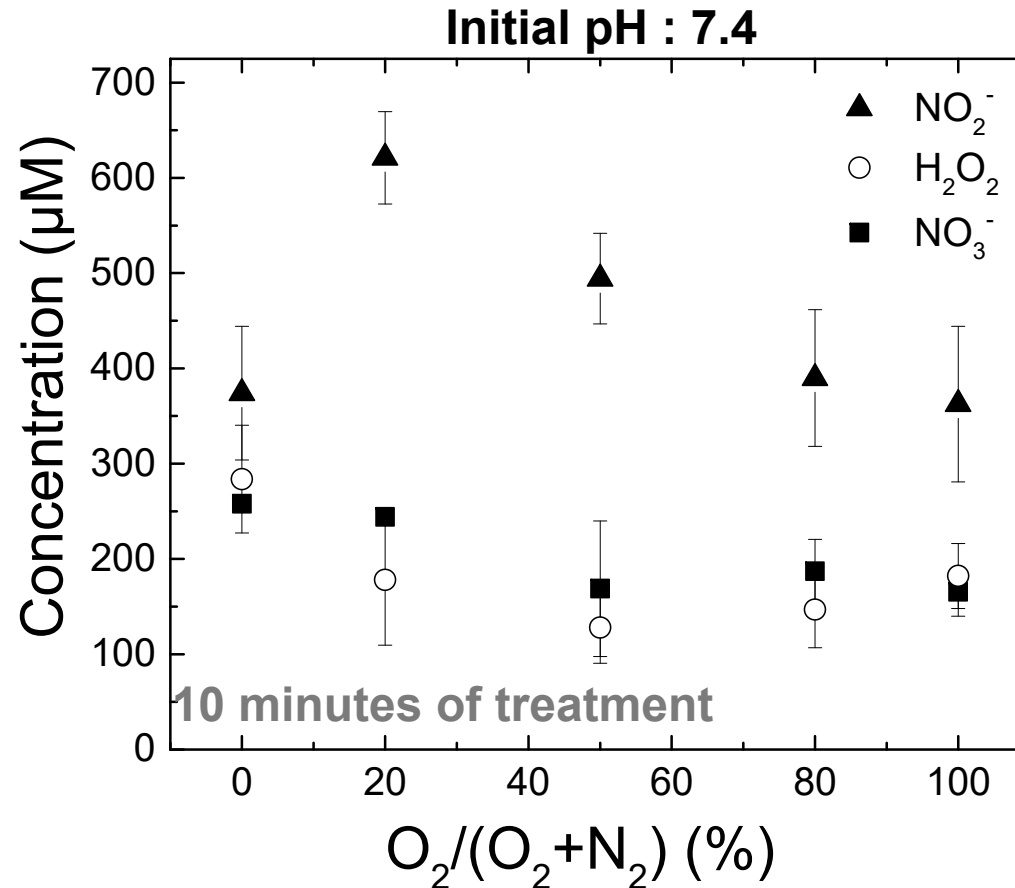 Initial pH : 7.4
700
600
500
400
300
200
100
0
Concentration (µM)
NO₂⁻
H₂O₂
NO₃⁻
10 minutes of treatment
0 20 40 60 80 100
O₂/(O₂+N₂) (%)